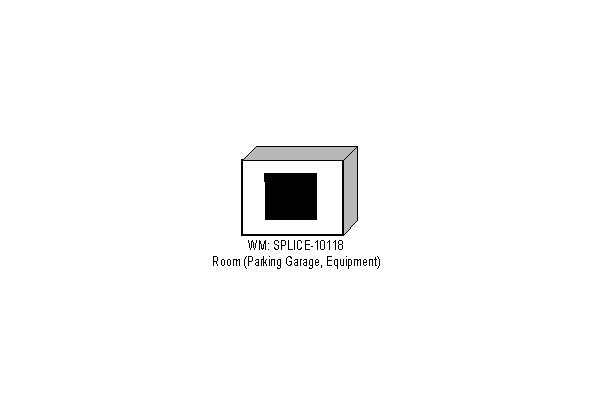 WM: SPLICE-10118
Room (Parking Garage, Equipment)